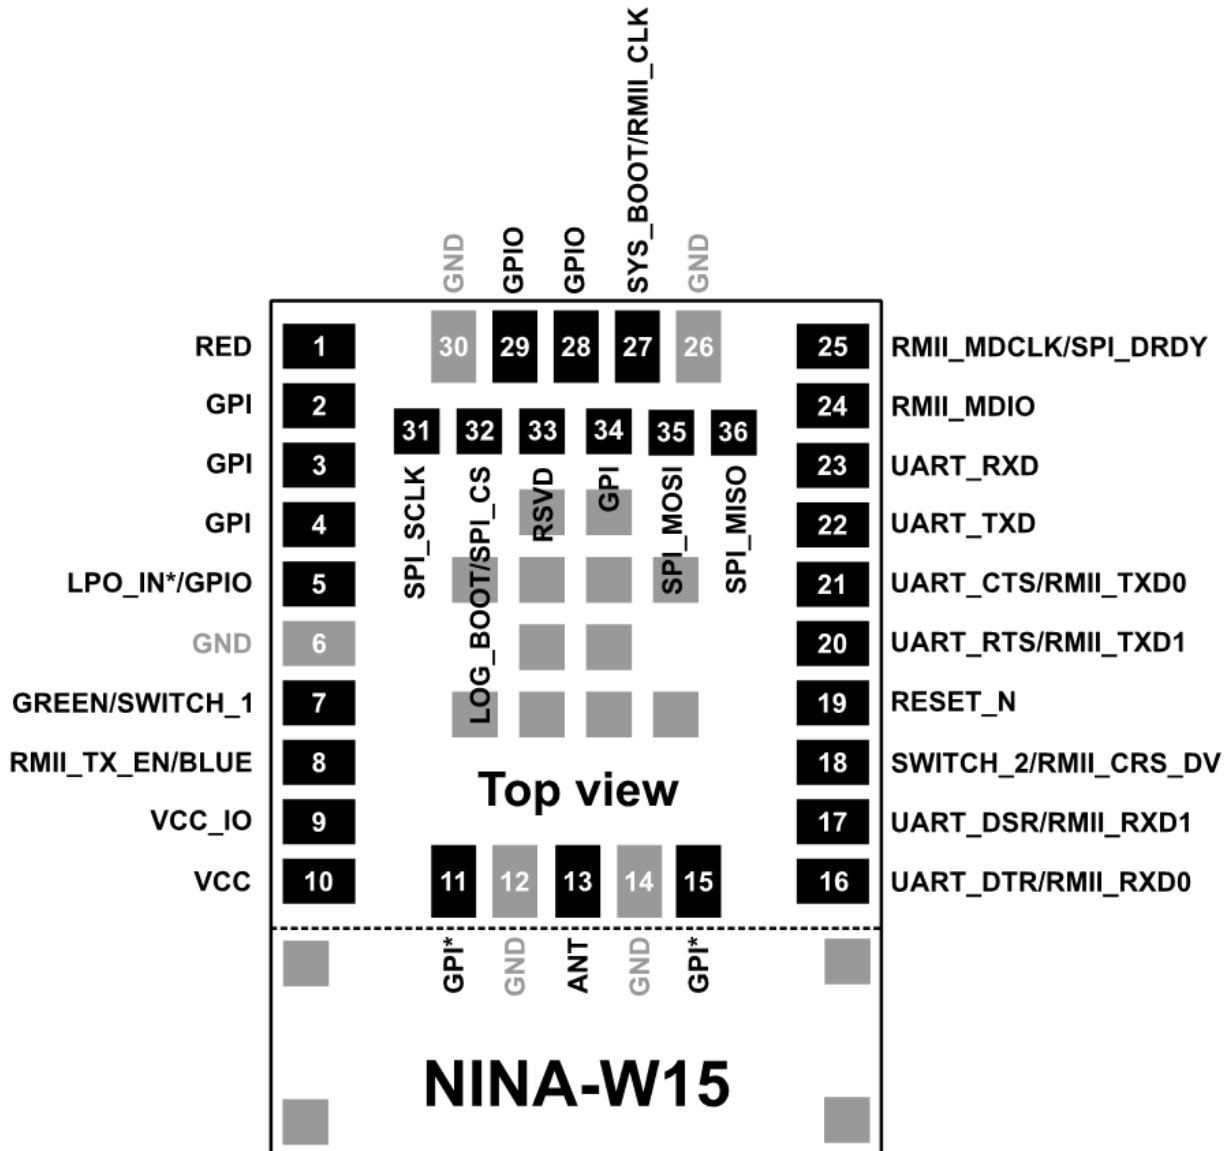 SYS_BOOT/RMII_CLK
GND
GPIO
GPIO
GND
30
29
28
27
26
RED 1
GPI 2
GPI 3
GPI 4
LPO_IN*/GPIO 5
GND 6
GREEN/SWITCH_1 7
RMII_TX_EN/BLUE 8
VCC_IO 9
VCC 10
31
32
33
34
35
36
SPI_SCLK
LOG_BOOT/SPI_CS
RSVD
GPI
SPI_MOSI
SPI_MISO
25 RMII_MDCLK/SPI_DRDY
24 RMII_MDIO
23 UART_RXD
22 UART_TXD
21 UART_CTS/RMII_TXD0
20 UART_RTS/RMII_TXD1
19 RESET_N
18 SWITCH_2/RMII_CRS_DV
17 UART_DSR/RMII_RXD1
16 UART_DTR/RMII_RXD0
Top view
11
12
13
14
15
GPI*
GND
ANT
GND
GPI*
NINA-W15